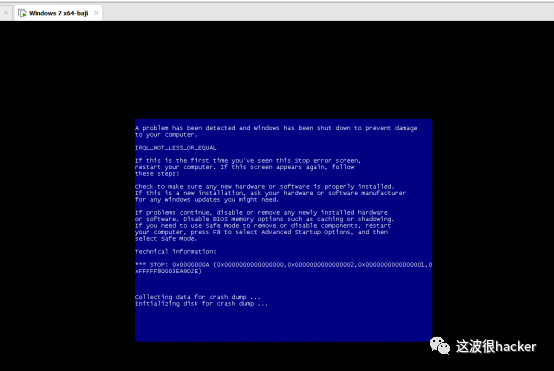 Windows 7 x64-baji
A problem has been detected and Windows has been shut down to prevent damage
to your computer.
IRQL_NOT_LESS_OR_EQUAL
If this is the first time you've seen this Stop error screen,
restart your computer. If this screen appears again, follow
these steps:
Check to make sure any new hardware or software is properly installed.
If this is a new installation, ask your hardware or software manufacturer
for any Windows updates you might need.
If problems continue, disable or remove any newly installed hardware
or software. Disable BIOS memory options such as caching or shadowing.
If you need to use Safe Mode to remove or disable components, restart
your computer, press F8 to select Advanced Startup Options, and then
select Safe Mode.
Technical information:
*** STOP: 0x0000000A (0x0000000000000000,0x0000000000000002,0x0000000000000001,0
xFFFFF80003EA9D2E)
Collecting data for crash dump ...
Initializing disk for crash dump ...
这波很hacker